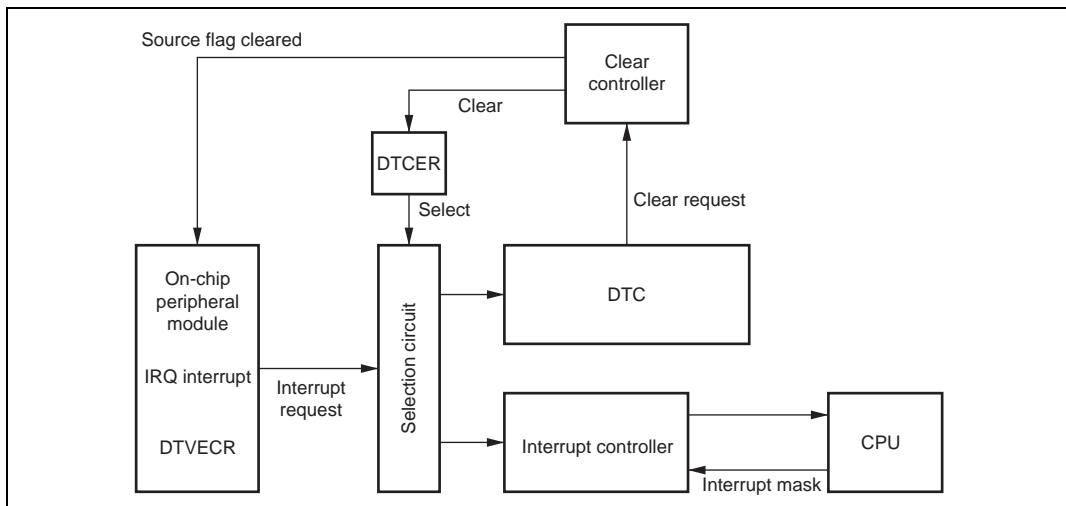 Source flag cleared
Clear
controller
Clear
DTCER
Clear request
Select
On-chip
peripheral
module
IRQ interrupt
DTVECR
Interrupt
request
Selection circuit
DTC
Interrupt controller
CPU
Interrupt mask